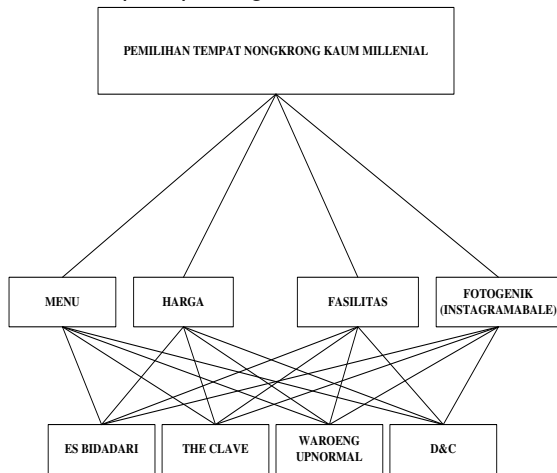 PEMILIHAN TEMPAT NONGKRONG KAUM MILLENIAL
MENU
HARGA
FASILITAS
FOTOGENIK
(INSTAGRAMABALE)
ES BIDADARI
THE CLAVE
WAROENG
UPNORMAL
D&C